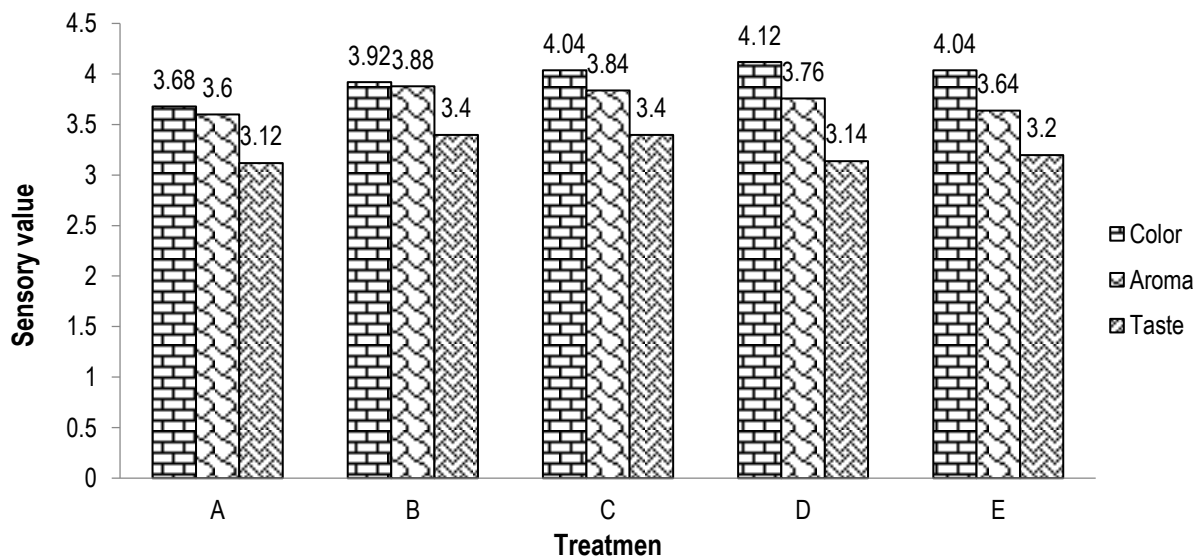 4.5
4
3.5
3
2.5
2
1.5
1
0.5
0
Sensory value
3.68 3.6 3.12
3.92 3.88 3.4
4.04 3.84 3.4
4.12 3.76 3.14
4.04 3.64 3.2
A B C D E
Treatmen
Color
Aroma
Taste